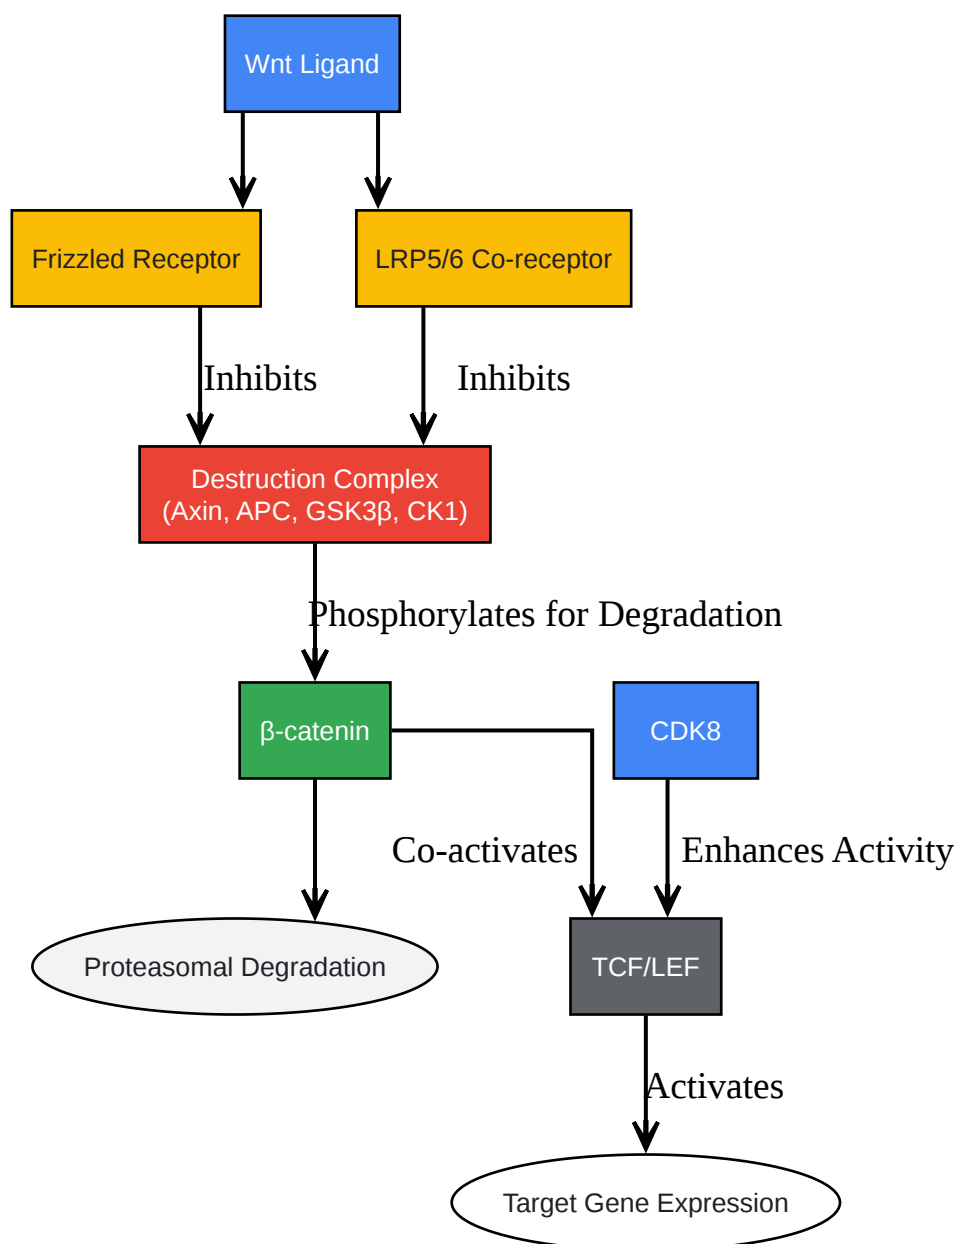 Wnt Ligand
Frizzled Receptor
LRP5/6 Co-receptor
Inhibits
Inhibits
Destruction Complex
(Axin, APC, GSK3β, CK1)
Phosphorylates for Degradation
β-catenin
CDK8
Co-activates
Enhances Activity
Proteasomal Degradation
TCF/LEF
Activates
Target Gene Expression